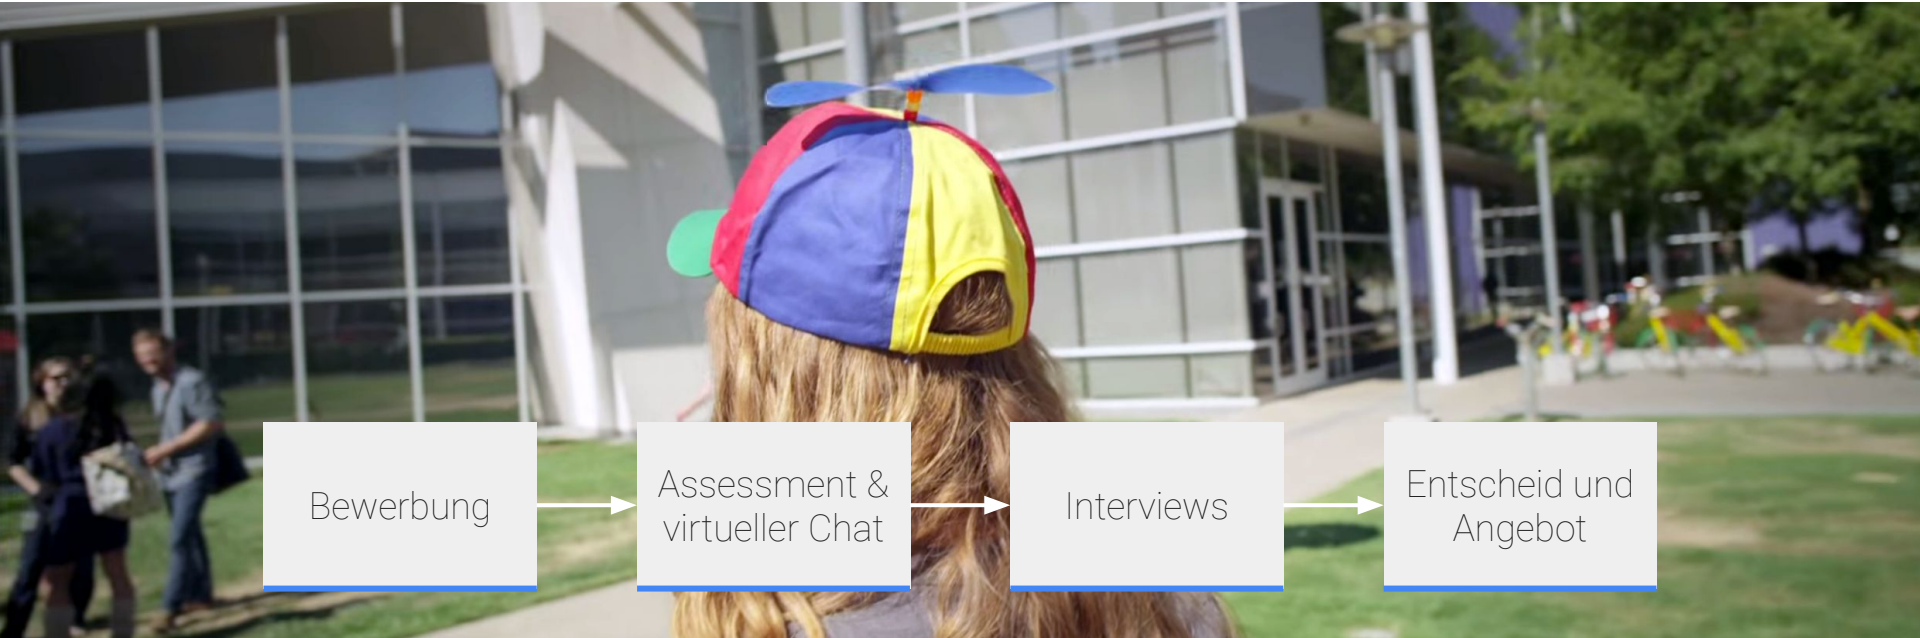 Bewerbung
Assessment &
virtueller Chat
Interviews
Entscheid und
Angebot